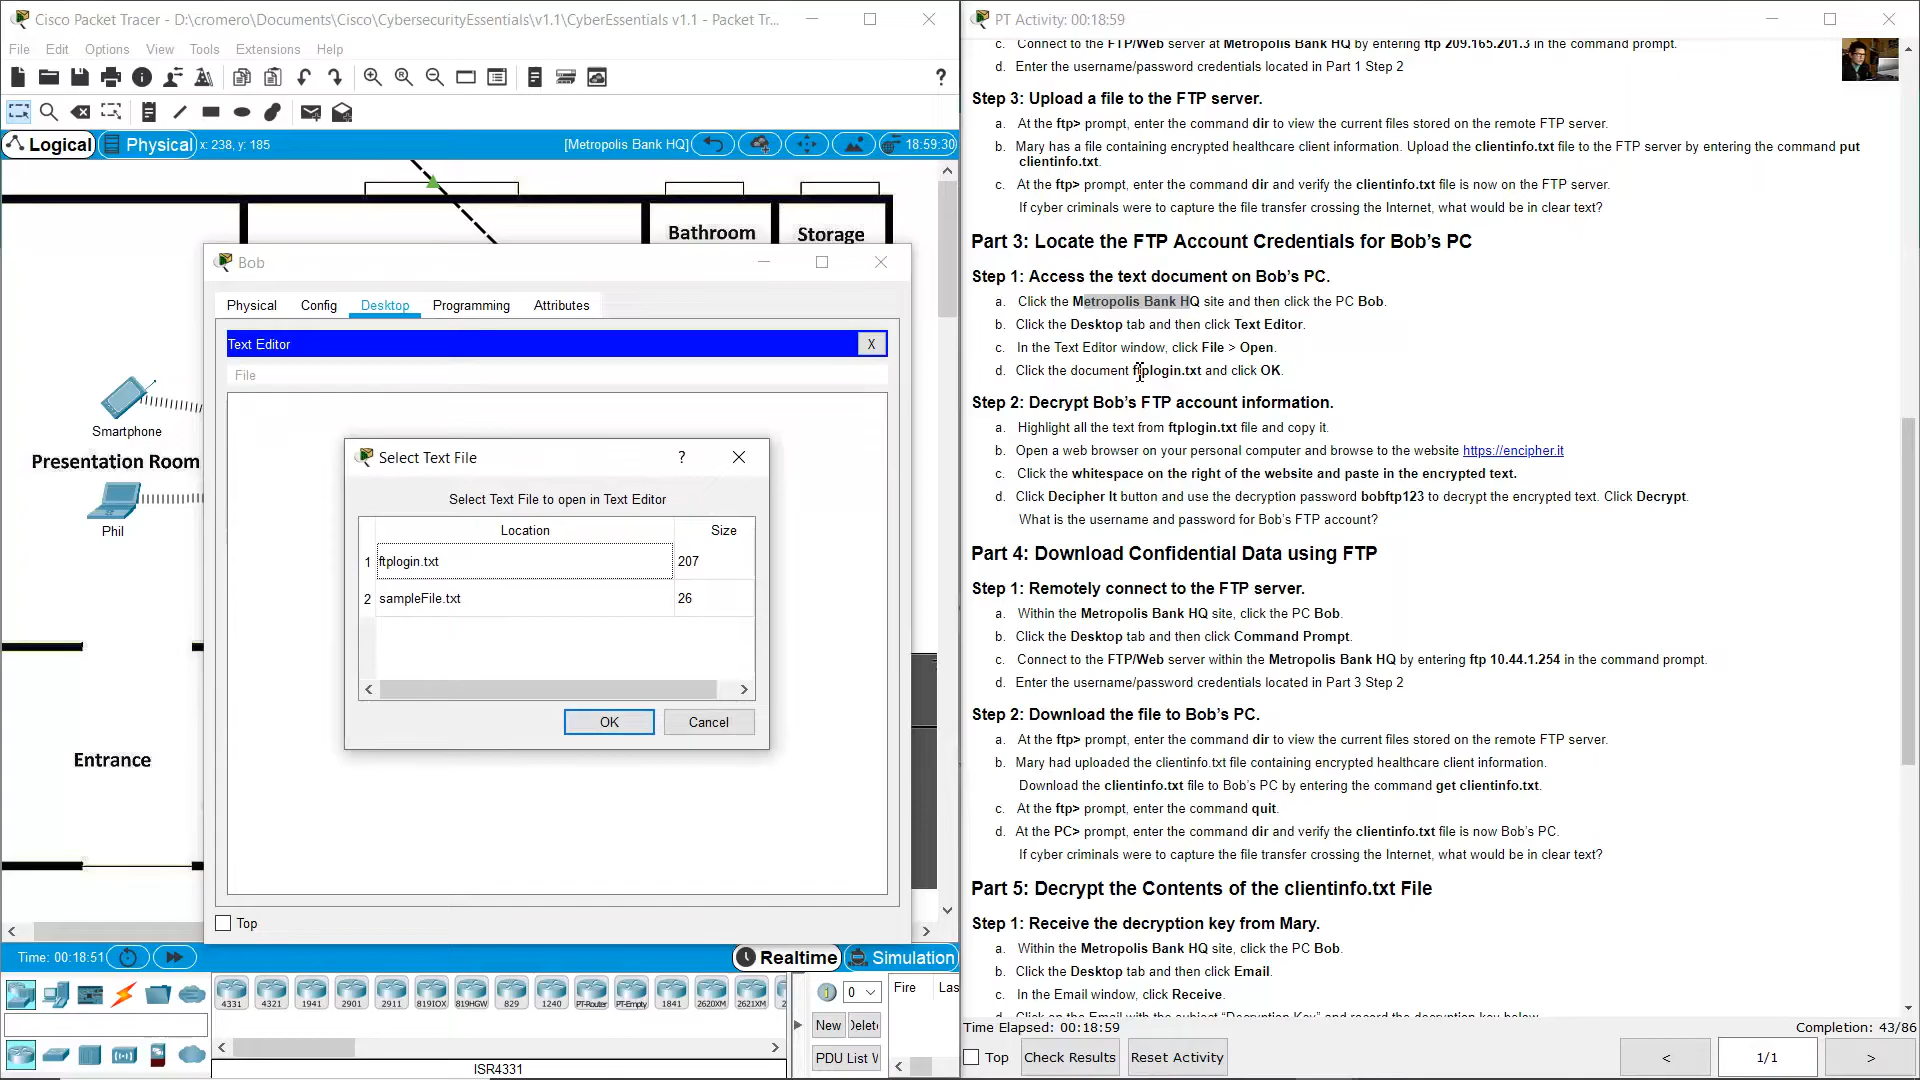 Cisco Packet Tracer - D:\cromero\Documents\Cisco\CybersecurityEssentials\v1.1\CyberEssentials v1.1 - Packet Tr...
File Edit Options View Tools Extensions Help
Logical Physical x: 238, y: 185 [Metropolis Bank HQ] 18:59:30
Bathroom
Storage
Smartphone
Presentation Room
Phil
Entrance
Bob
Physical Config Desktop Programming Attributes
Text Editor X
File
Select Text File ?
Select Text File to open in Text Editor
Location Size
1 ftplogin.txt 207
2 sampleFile.txt 26
OK Cancel
Top
Time: 00:18:51 Realtime Simulation
4331 4321 1941 2901 2911 819IOX 819HGW 829 1240 PT-Router PT-Empty 1841 2620XM 2621XM
0 Fire Las
New
PDU List W
ISR4331
PT Activity: 00:18:59
c. Connect to the FTP/Web server at Metropolis Bank HQ by entering ftp 209.165.201.3 in the command prompt.
d. Enter the username/password credentials located in Part 1 Step 2
Step 3: Upload a file to the FTP server.
a. At the ftp> prompt, enter the command dir to view the current files stored on the remote FTP server.
b. Mary has a file containing encrypted healthcare client information. Upload the clientinfo.txt file to the FTP server by entering the command put
clientinfo.txt.
c. At the ftp> prompt, enter the command dir and verify the clientinfo.txt file is now on the FTP server.
If cyber criminals were to capture the file transfer crossing the Internet, what would be in clear text?
Part 3: Locate the FTP Account Credentials for Bob's PC
Step 1: Access the text document on Bob's PC.
a. Click the Metropolis Bank HQ site and then click the PC Bob.
b. Click the Desktop tab and then click Text Editor.
c. In the Text Editor window, click File > Open.
d. Click the document ftplogin.txt and click OK.
Step 2: Decrypt Bob's FTP account information.
a. Highlight all the text from ftplogin.txt file and copy it.
b. Open a web browser on your personal computer and browse to the website https://encipher.it
c. Click the whitespace on the right of the website and paste in the encrypted text.
d. Click Decipher It button and use the decryption password bobftp123 to decrypt the encrypted text. Click Decrypt.
What is the username and password for Bob's FTP account?
Part 4: Download Confidential Data using FTP
Step 1: Remotely connect to the FTP server.
a. Within the Metropolis Bank HQ site, click the PC Bob.
b. Click the Desktop tab and then click Command Prompt.
c. Connect to the FTP/Web server within the Metropolis Bank HQ by entering ftp 10.44.1.254 in the command prompt.
d. Enter the username/password credentials located in Part 3 Step 2
Step 2: Download the file to Bob's PC.
a. At the ftp> prompt, enter the command dir to view the current files stored on the remote FTP server.
b. Mary had uploaded the clientinfo.txt file containing encrypted healthcare client information.
Download the clientinfo.txt file to Bob's PC by entering the command get clientinfo.txt.
c. At the ftp> prompt, enter the command quit.
d. At the PC> prompt, enter the command dir and verify the clientinfo.txt file is now Bob's PC.
If cyber criminals were to capture the file transfer crossing the Internet, what would be in clear text?
Part 5: Decrypt the Contents of the clientinfo.txt File
Step 1: Receive the decryption key from Mary.
a. Within the Metropolis Bank HQ site, click the PC Bob.
b. Click the Desktop tab and then click Email.
c. In the Email window, click Receive.
d. Click on the Email with the subject "Decryption Key" and record the decryption key below.
Time Elapsed: 00:18:59 Completion: 43/86
Top Check Results Reset Activity < 1/1 >